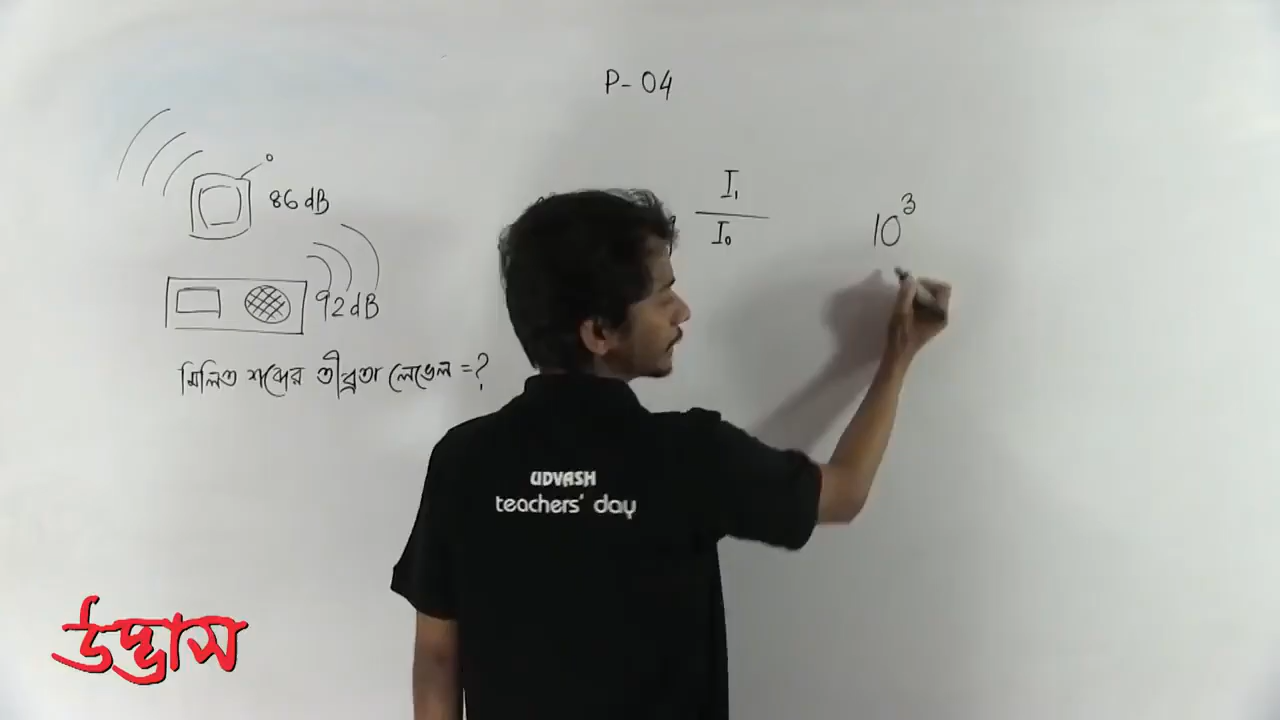 P-04
86 dB
92 dB
মিলিত শব্দের তীব্রতা লেভেল = ?
I₁
I₀
10³
UDVASH
teachers' day
উদ্ভাস